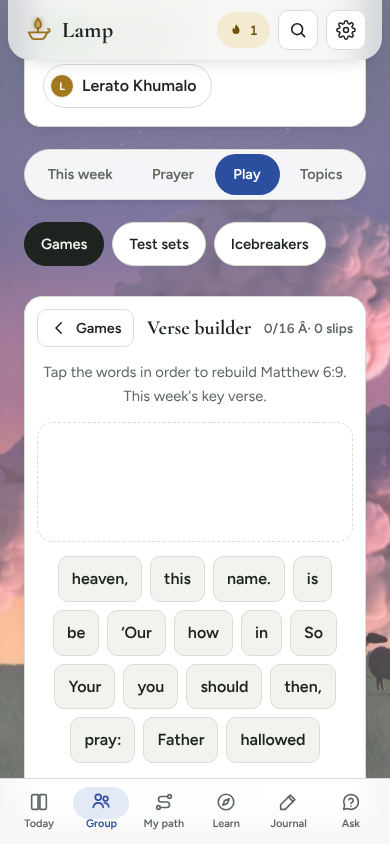 Lamp
1
L
Lerato Khumalo
This week
Prayer
Play
Topics
Games
Test sets
Icebreakers
Games
Verse builder
0/16 Â· 0 slips
Tap the words in order to rebuild Matthew 6:9.
This week's key verse.
heaven, this name. is
be ‘Our how in So
Your you should then,
pray: Father hallowed
Today
Group
My path
Learn
Journal
Ask